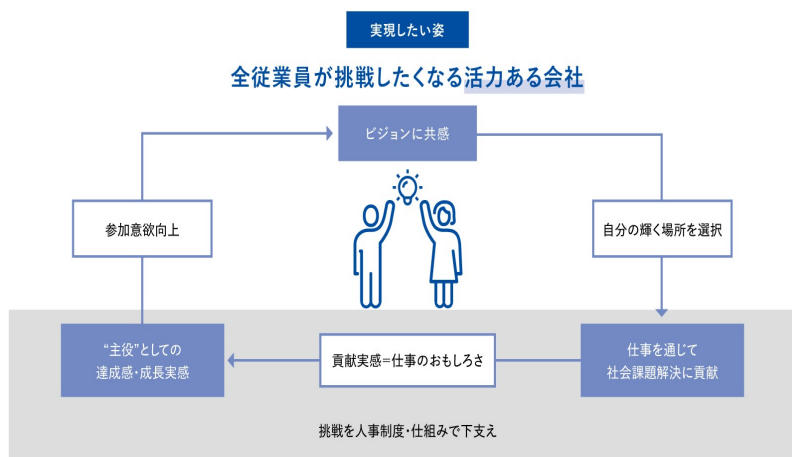 実現したい姿
全従業員が挑戦したくなる活力ある会社
ビジョンに共感
参加意欲向上
自分の輝く場所を選択
“主役”としての
達成感・成長実感
貢献実感=仕事のおもしろさ
仕事を通じて
社会課題解決に貢献
挑戦を人事制度・仕組みで下支え